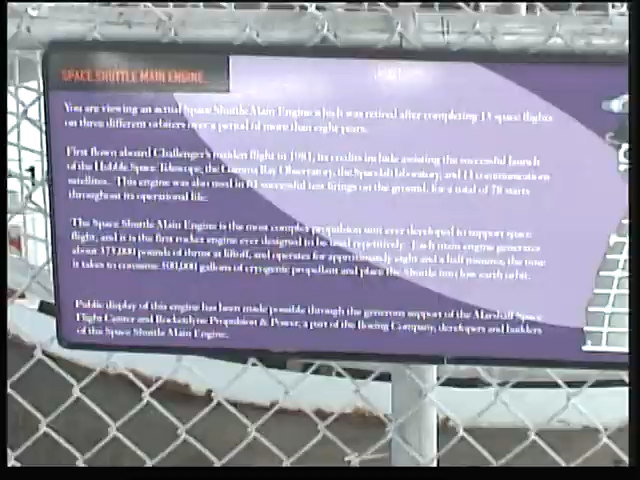 SPACE SHUTTLE MAIN ENGINE
You are viewing an actual Space Shuttle Main Engine which was retired after completing 15 space flights
on three different orbiters over a period of more than eight years.
First flown aboard Challenger's maiden flight in 1983, its credits include assisting the successful launch
of the Hubble Space Telescope, the Gamma Ray Observatory, the Spacelab laboratory, and 11 communications
satellites. This engine was also used in 63 successful test firings on the ground, for a total of 78 starts
throughout its operational life.
The Space Shuttle Main Engine is the most complex propulsion unit ever developed to support space
flight, and it is the first rocket engine ever designed to be used repetitively. Each main engine generates
about 375,000 pounds of thrust at liftoff, and operates for approximately eight and a half minutes, the time
it takes to consume 500,000 gallons of cryogenic propellant and place the Shuttle into low earth orbit.
Public display of this engine has been made possible through the generous support of the Marshall Space
Flight Center and Rocketdyne Propulsion & Power, a part of the Boeing Company, developers and builders
of the Space Shuttle Main Engine.